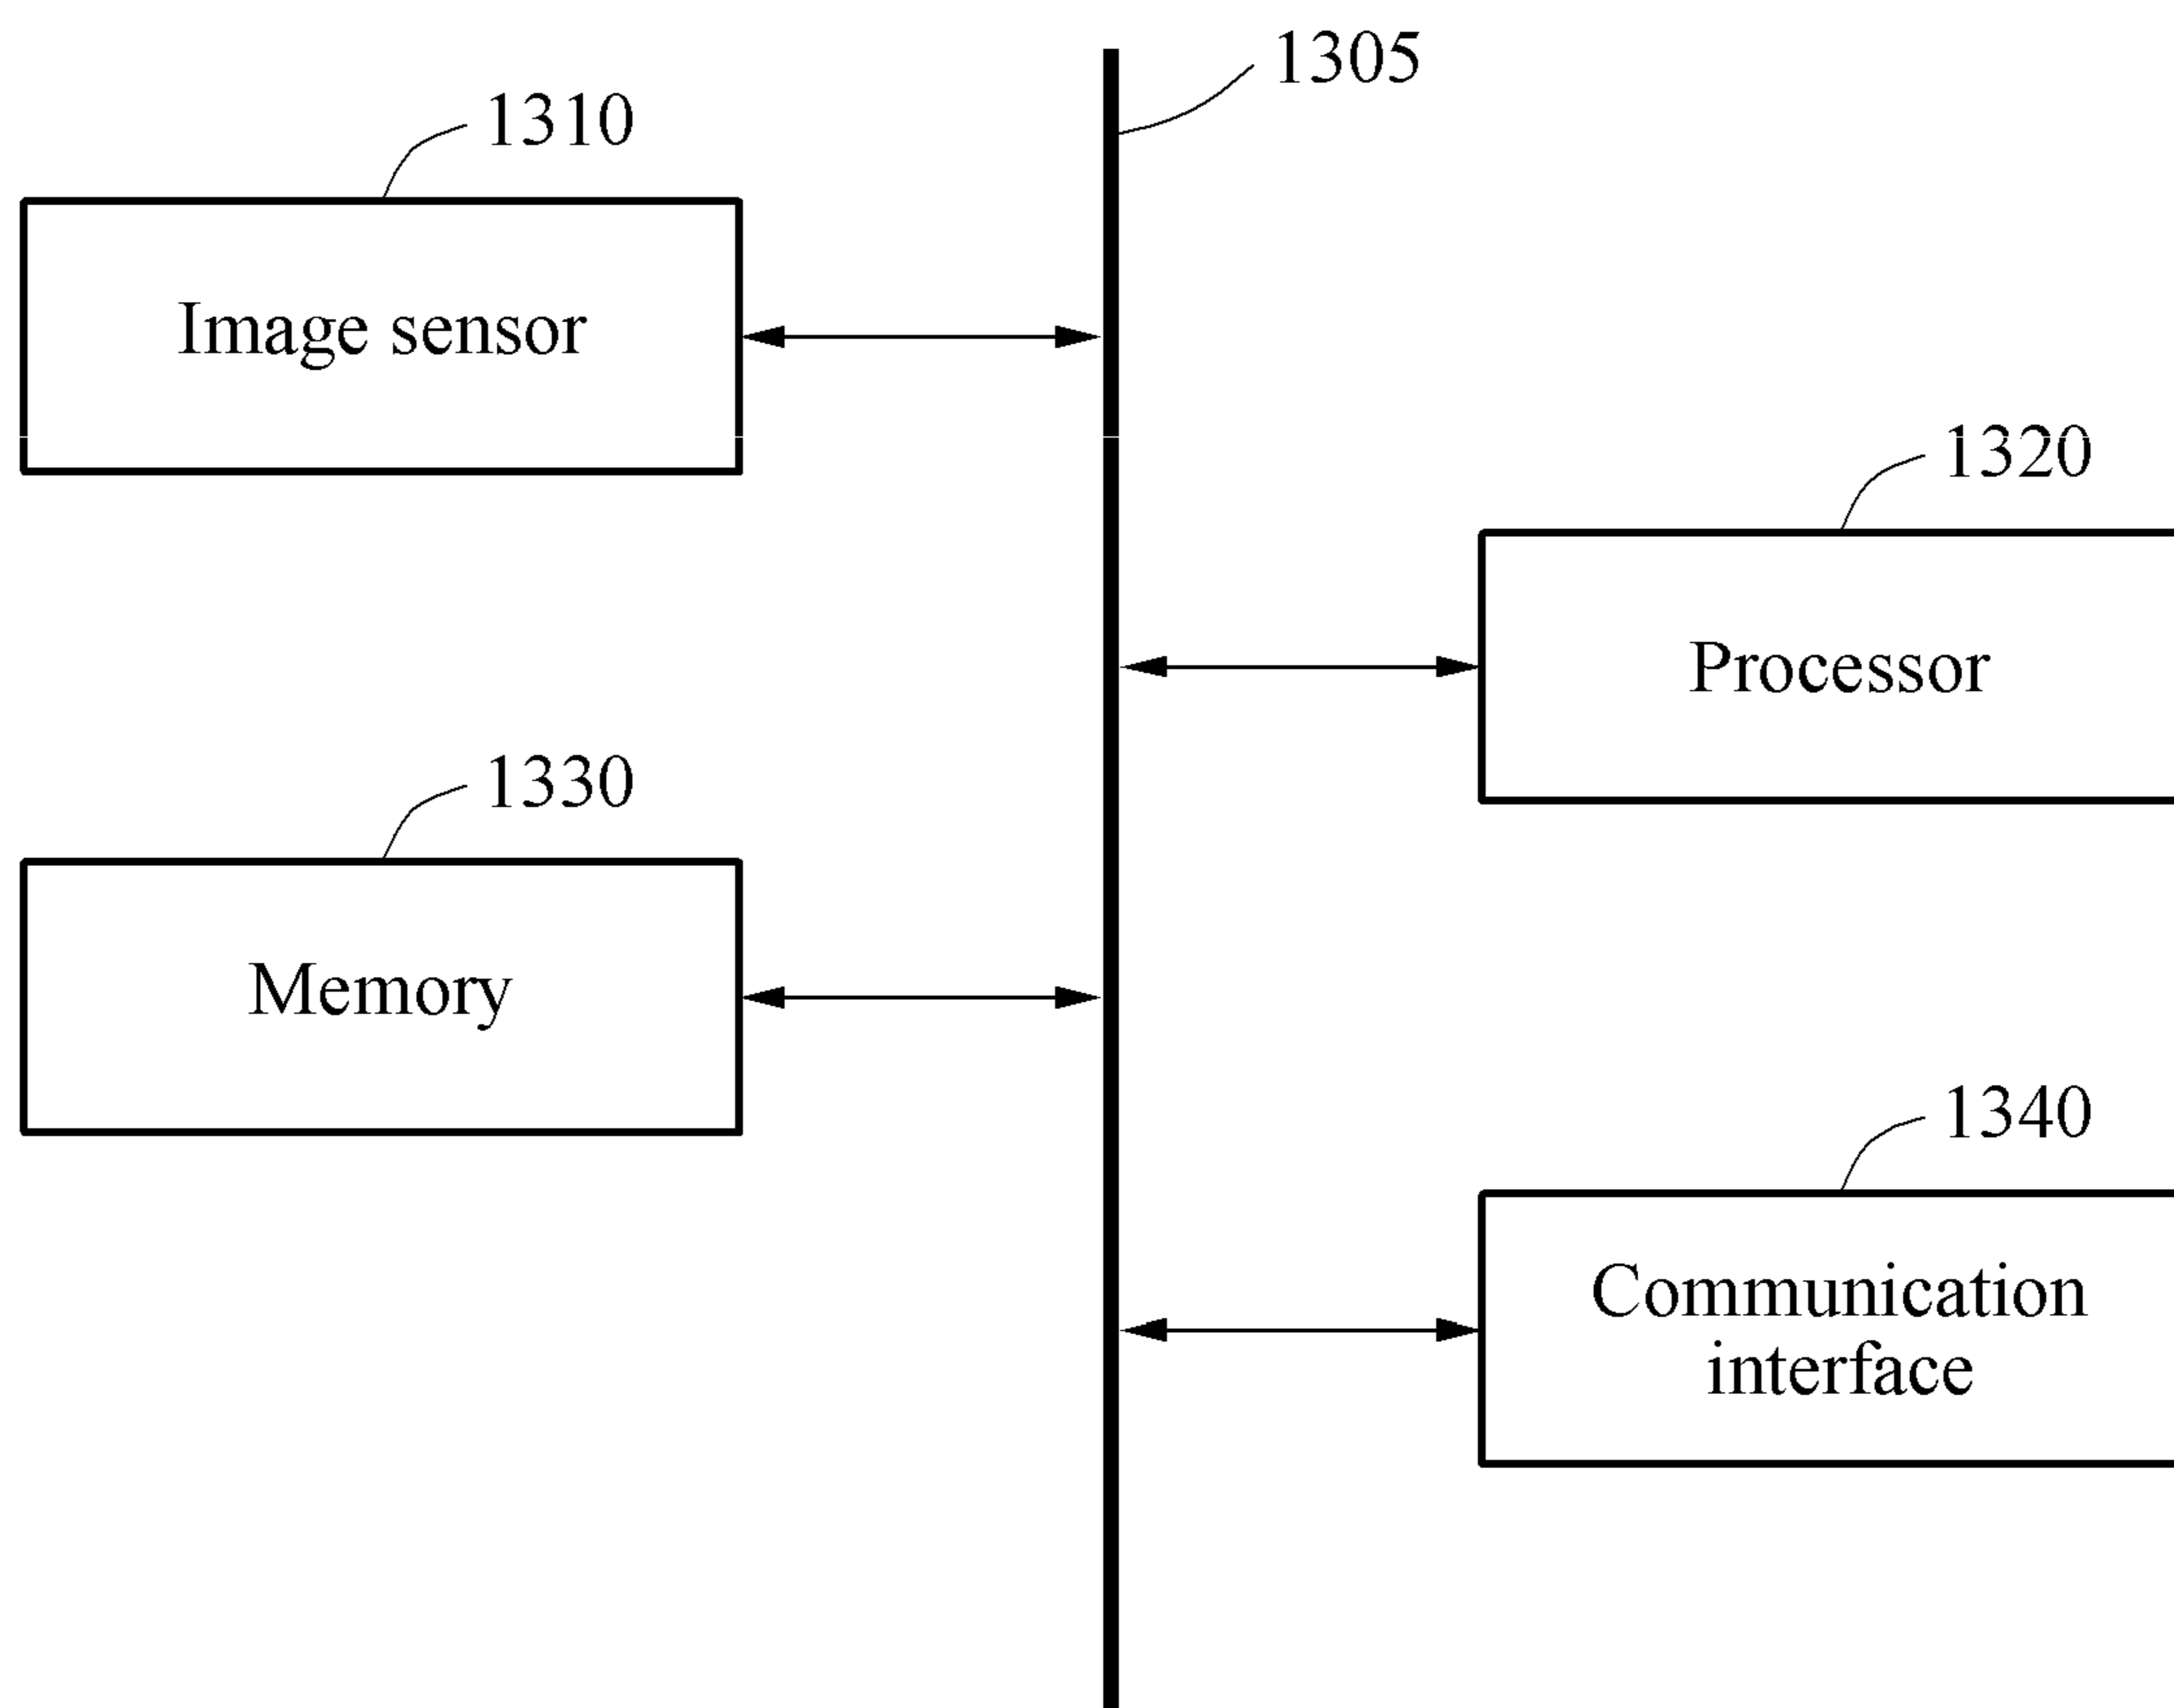 1305
1310
Image sensor
1320
Processor
1330
Memory
1340
Communication
interface